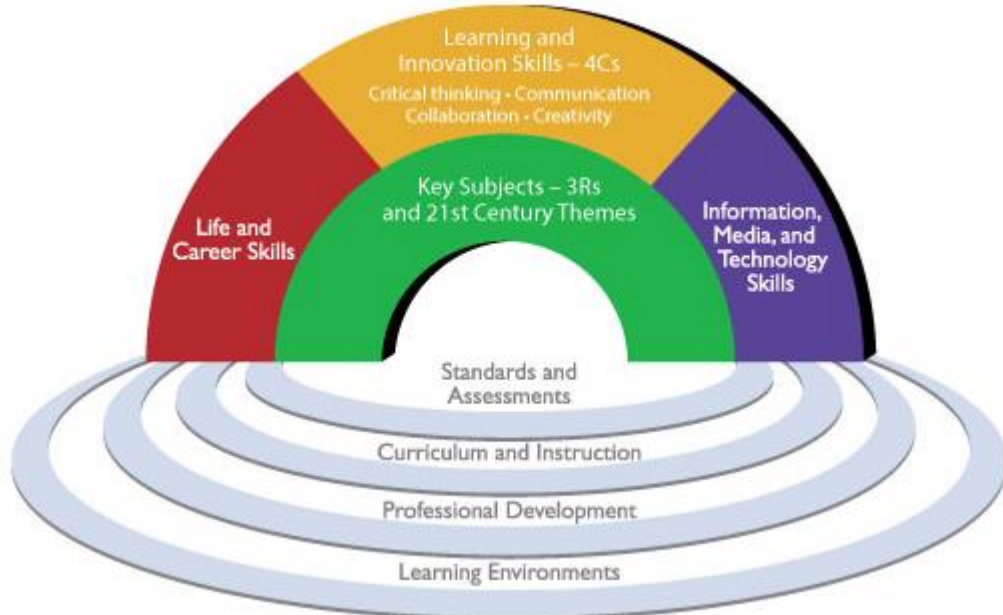 Learning and
Innovation Skills – 4Cs
Critical thinking • Communication
Collaboration • Creativity
Key Subjects – 3Rs
and 21st Century Themes
Life and
Career Skills
Information,
Media, and
Technology
Skills
Standards and
Assessments
Curriculum and Instruction
Professional Development
Learning Environments